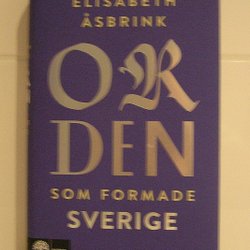 ELISABETH
ÅSBRINK
OR
DEN
SOM FORMADE
SVERIGE